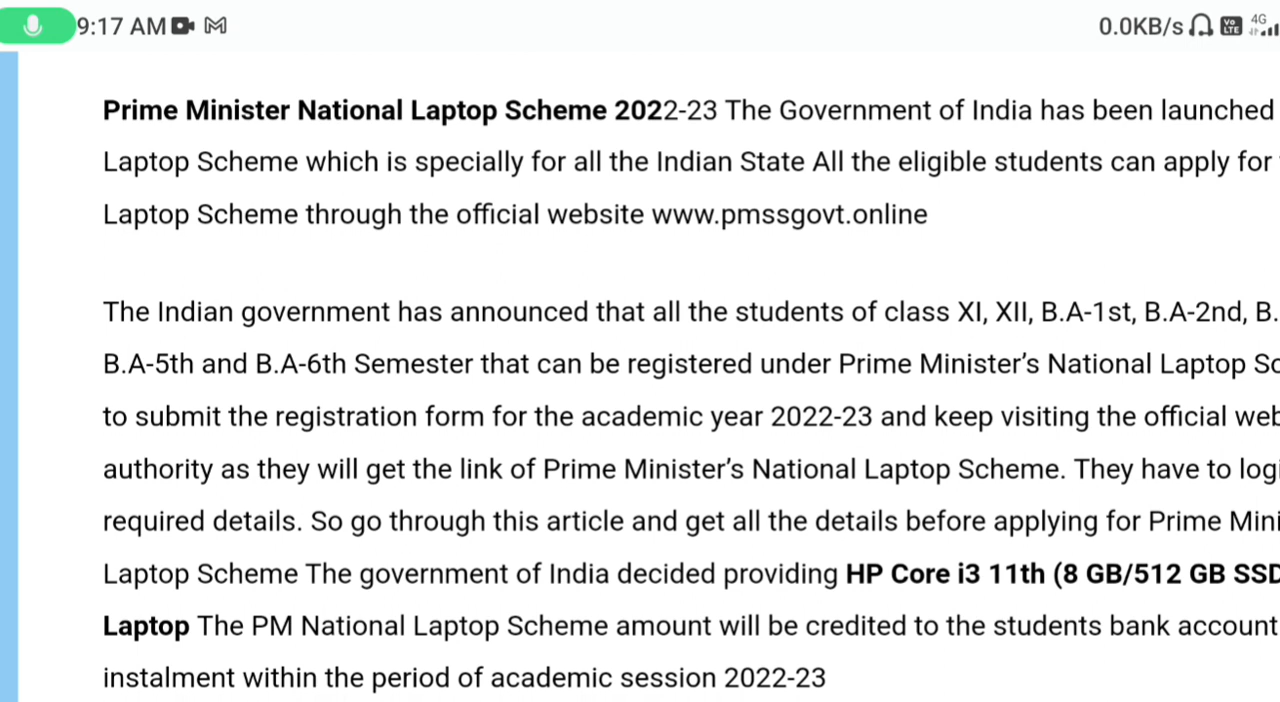 9:17 AM 0.0KB/s Vo LTE 4G
Prime Minister National Laptop Scheme 2022-23 The Government of India has been launched
Laptop Scheme which is specially for all the Indian State All the eligible students can apply for
Laptop Scheme through the official website www.pmssgovt.online
The Indian government has announced that all the students of class XI, XII, B.A-1st, B.A-2nd, B.
B.A-5th and B.A-6th Semester that can be registered under Prime Minister’s National Laptop Sc
to submit the registration form for the academic year 2022-23 and keep visiting the official web
authority as they will get the link of Prime Minister’s National Laptop Scheme. They have to logi
required details. So go through this article and get all the details before applying for Prime Mini
Laptop Scheme The government of India decided providing HP Core i3 11th (8 GB/512 GB SSD
Laptop The PM National Laptop Scheme amount will be credited to the students bank account
instalment within the period of academic session 2022-23